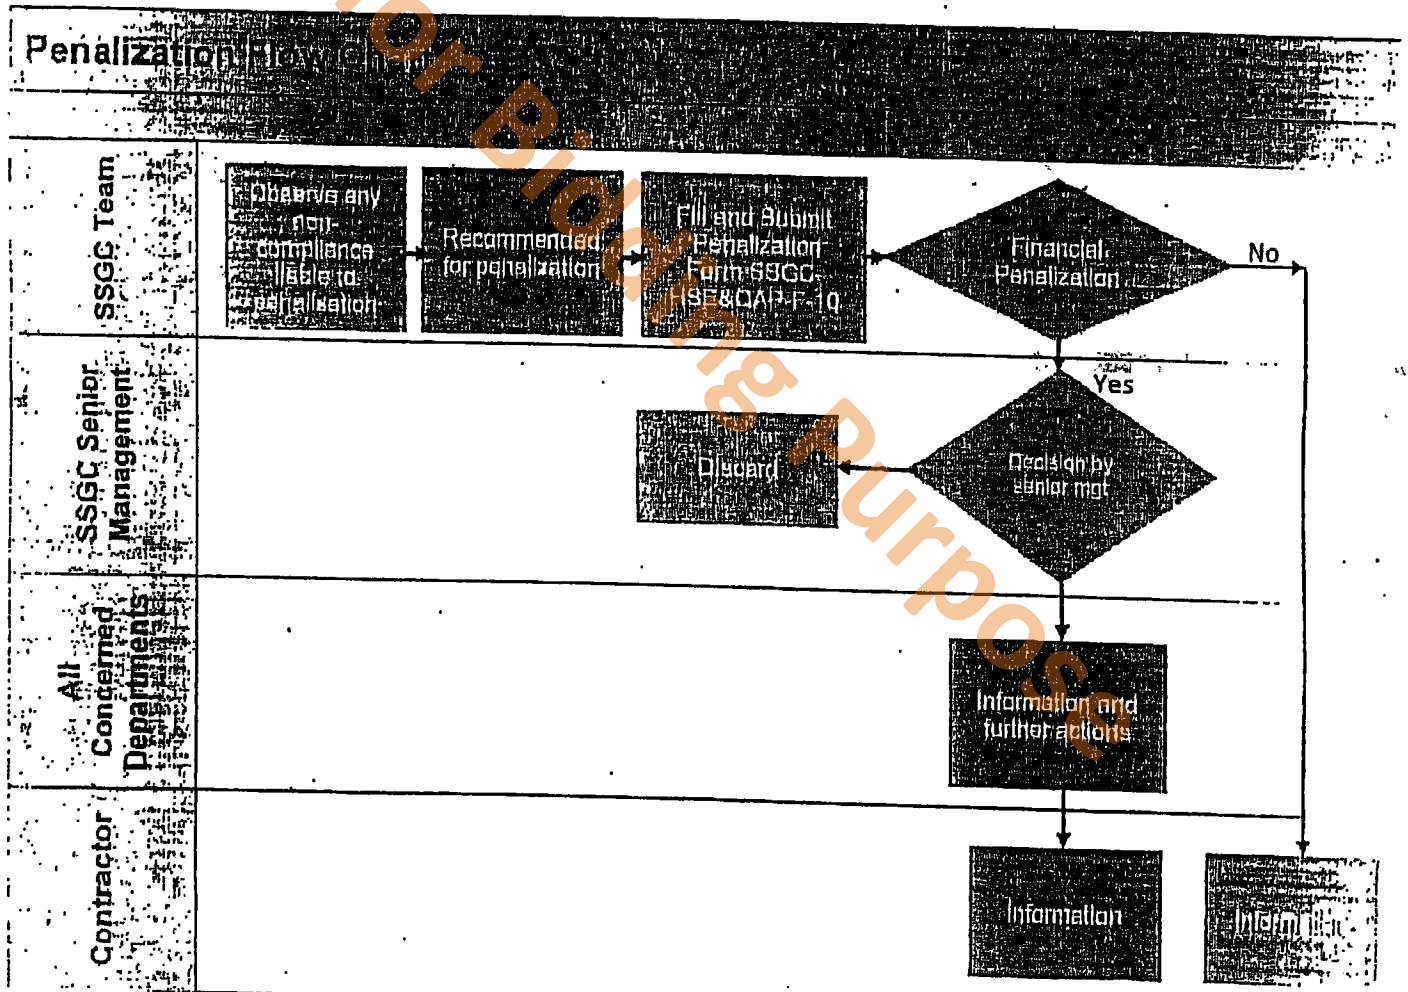 Penalization Flow
For Bidding Purpose
SSGC Team
Observe any
non-
compliance
liable to
penalization
Recommended
for penalization
Fill and Submit
Penalization
Form-SSGC-
HSE&QAP-F-10
Financial
Penalization
No
Yes
SSGC Senior
Management
Discard
Decision by
senior mgt
All
Concerned
Departments
Information and
further actions
Contractor
Information